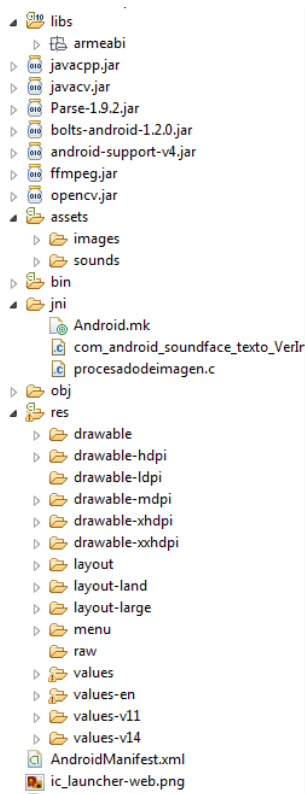 libs
armeabi
javacpp.jar
javacv.jar
Parse-1.9.2.jar
bolts-android-1.2.0.jar
android-support-v4.jar
ffmpeg.jar
opencv.jar
assets
images
sounds
bin
jni
Android.mk
com_android_soundface_texto_VerIr
procesadodeimagen.c
obj
res
drawable
drawable-hdpi
drawable-ldpi
drawable-mdpi
drawable-xhdpi
drawable-xxhdpi
layout
layout-land
layout-large
menu
raw
values
values-en
values-v11
values-v14
AndroidManifest.xml
ic_launcher-web.png